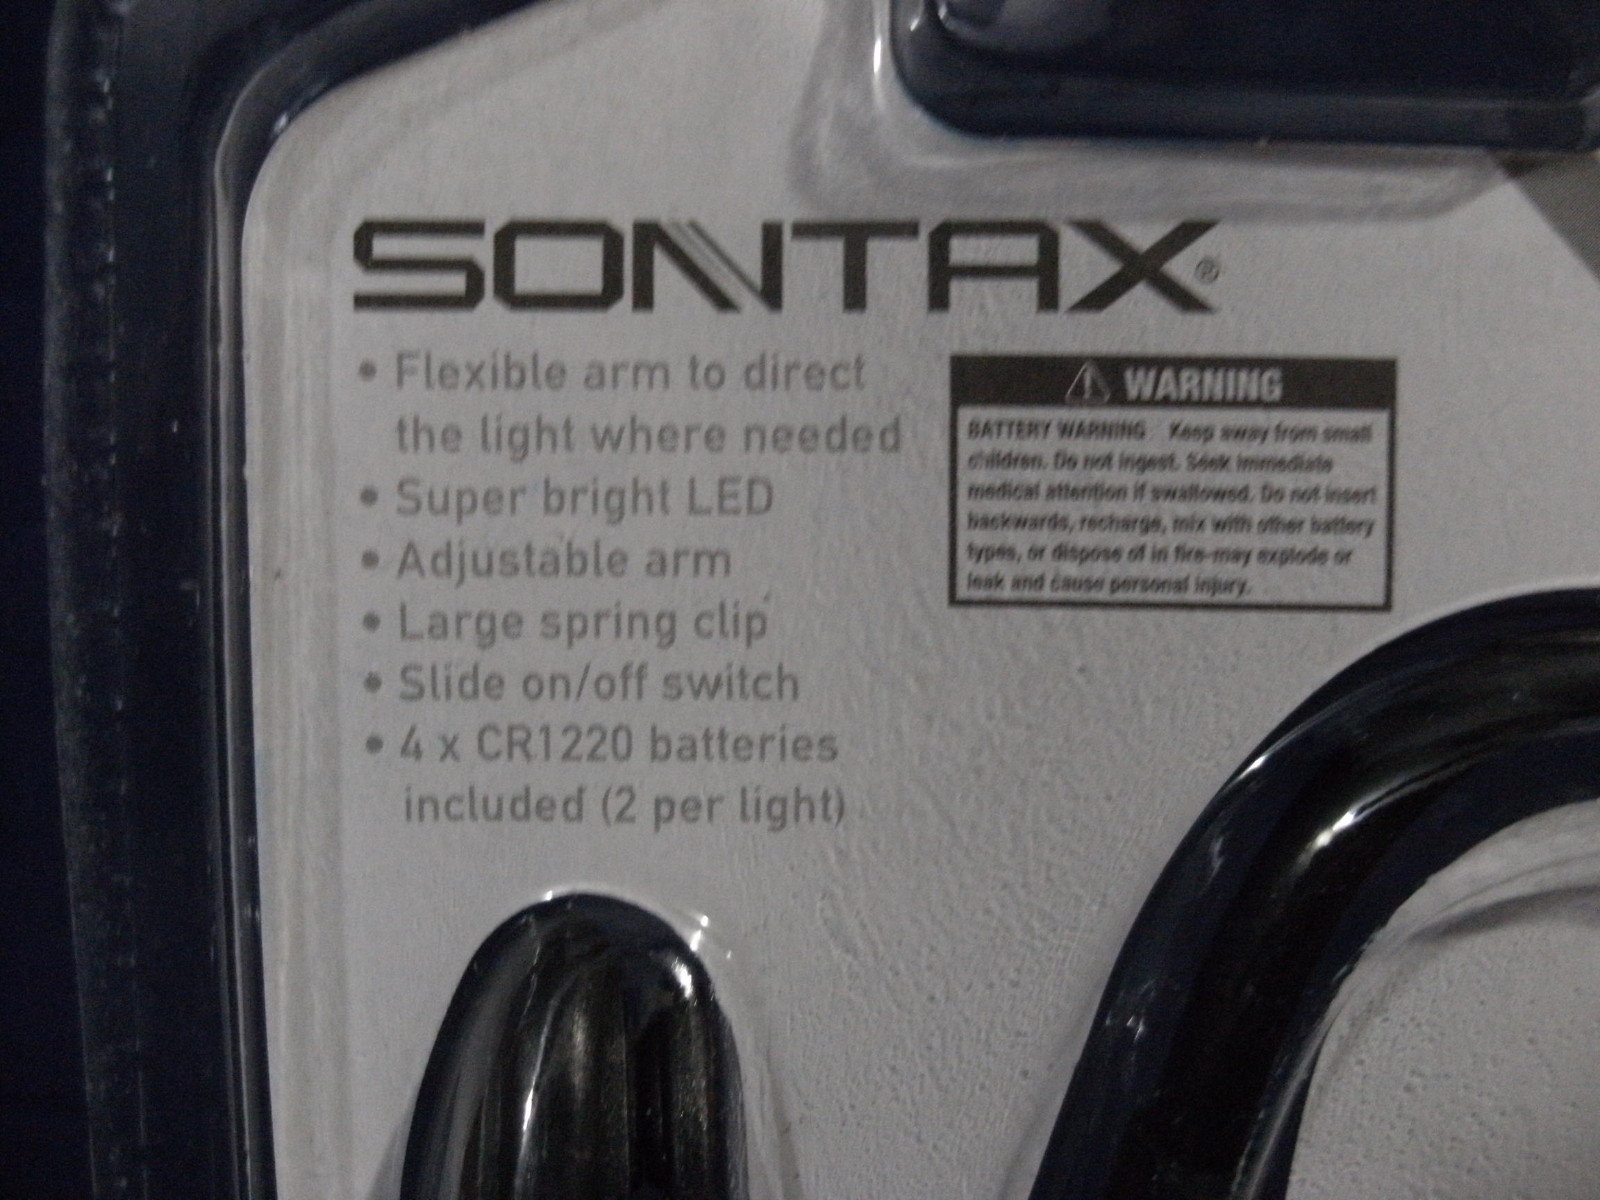 SONTAX®
• Flexible arm to direct
the light where needed
• Super bright LED
• Adjustable arm
• Large spring clip
• Slide on/off switch
• 4 x CR1220 batteries
included (2 per light)
WARNING
BATTERY WARNING Keep away from small
children. Do not ingest. Seek immediate
medical attention if swallowed. Do not insert
backwards, recharge, mix with other battery
types, or dispose of in fire-may explode or
leak and cause personal injury.